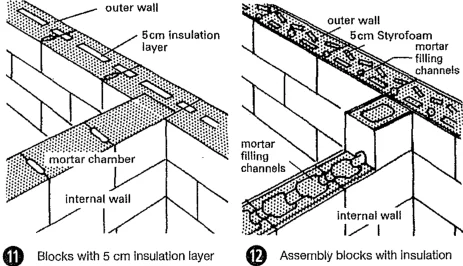 outer wall
5cm insulation
layer
mortar chamber
internal wall
11 Blocks with 5 cm insulation layer
outer wall
5cm Styrofoam
mortar
filling
channels
mortar
filling
channels
internal wall
12 Assembly blocks with insulation